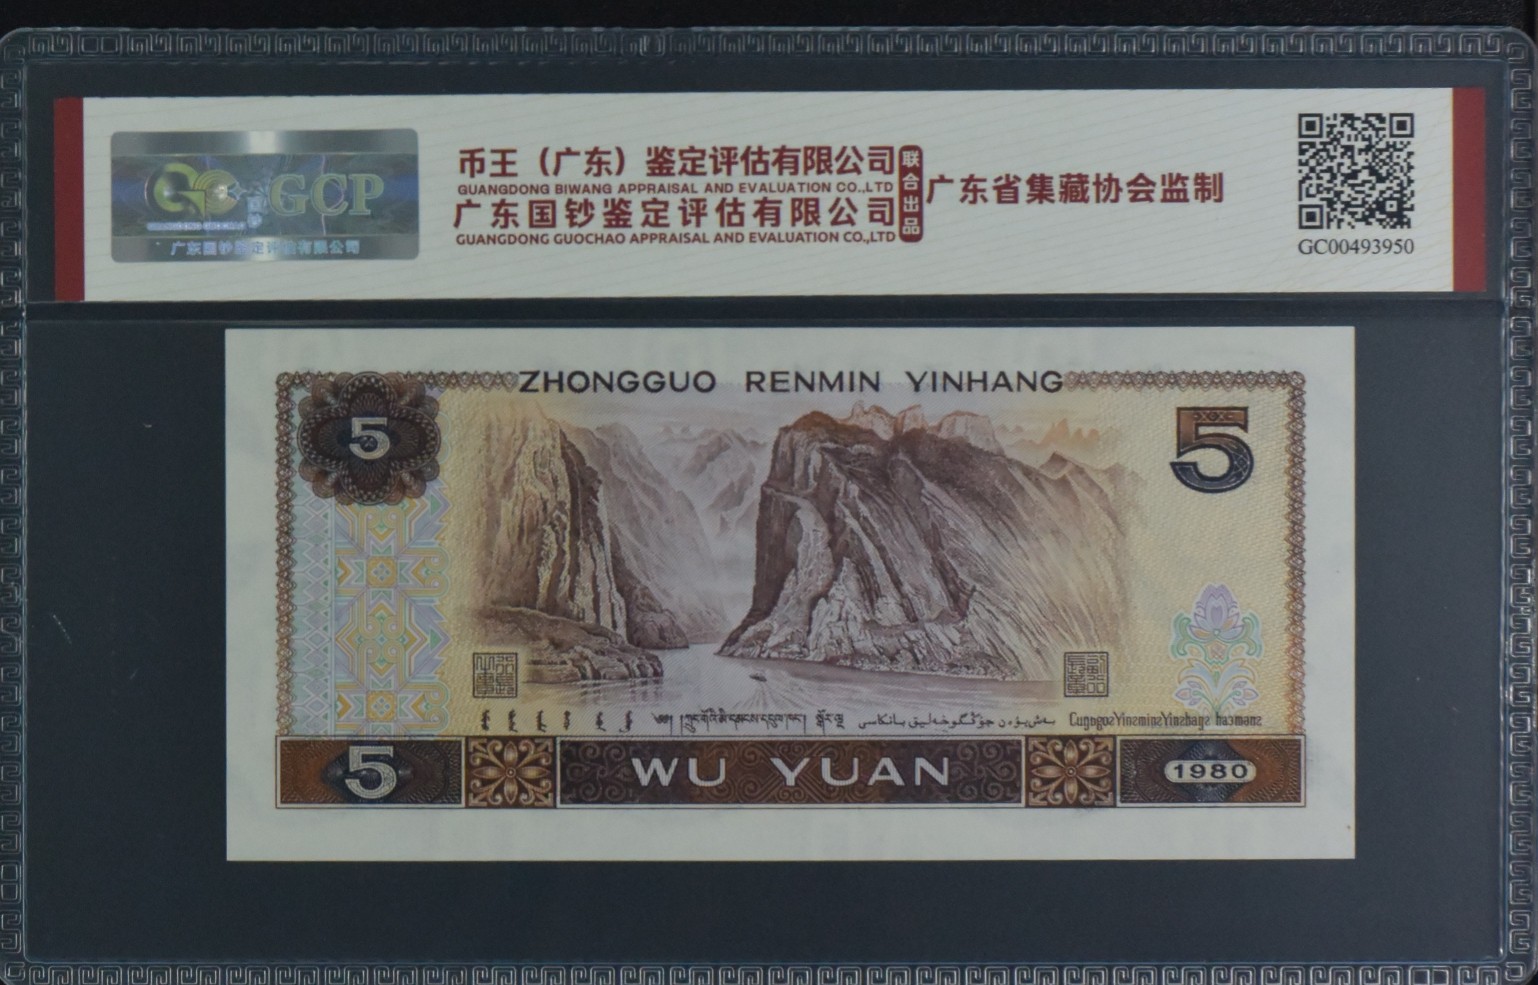 GCP
广东国钞鉴定评估有限公司
币王（广东）鉴定评估有限公司
GUANGDONG BIWANG APPRAISAL AND EVALUATION CO.,LTD
广东国钞鉴定评估有限公司
GUANGDONG GUOCHAO APPRAISAL AND EVALUATION CO.,LTD
联合出品
广东省集藏协会监制
GC00493950
ZHONGGUO RENMIN YINHANG
5
5
5
WU YUAN
1980